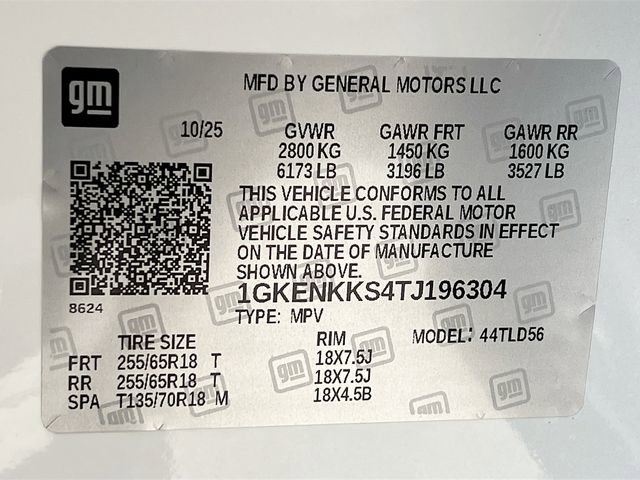 gm
MFD BY GENERAL MOTORS LLC
10/25 GVWR GAWR FRT GAWR RR
2800 KG 1450 KG 1600 KG
6173 LB 3196 LB 3527 LB
THIS VEHICLE CONFORMS TO ALL
APPLICABLE U.S. FEDERAL MOTOR
VEHICLE SAFETY STANDARDS IN EFFECT
ON THE DATE OF MANUFACTURE
SHOWN ABOVE.
8624
1GKENKKS4TJ196304
TYPE: MPV
TIRE SIZE RIM MODEL: 44TLD56
FRT 255/65R18 T 18X7.5J
RR 255/65R18 T 18X7.5J
SPA T135/70R18 M 18X4.5B